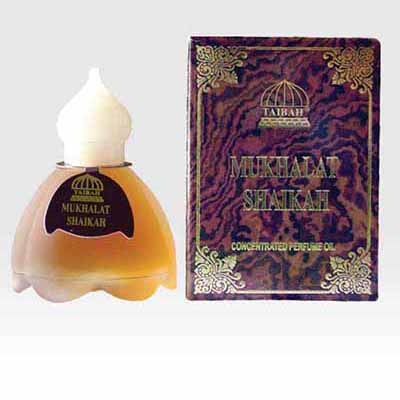 TAIBAH
MUKHALAT
SHAIKAH
TAIBAH
MUKHALAT
SHAIKAH
CONCENTRATED PERFUME OIL